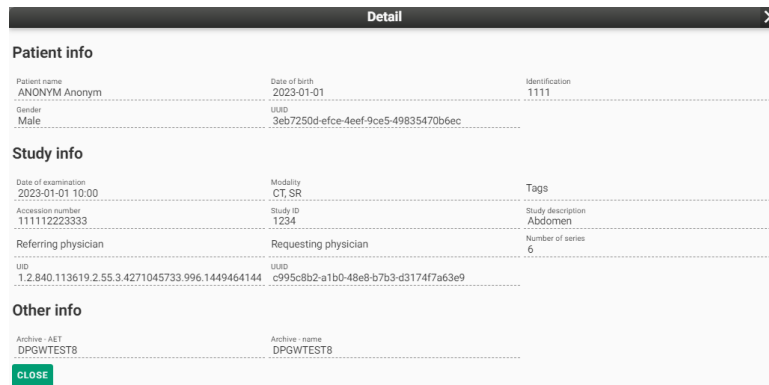 Detail
Patient info
Patient name Date of birth Identification
ANONYM Anonym 2023-01-01 1111
Gender UUID
Male 3eb7250d-efce-4eef-9ce5-49835470b6ec
Study info
Date of examination Modality Tags
2023-01-01 10:00 CT, SR
Accession number Study ID Study description
111112223333 1234 Abdomen
Referring physician Requesting physician Number of series
6
UID UUID
1.2.840.113619.2.55.3.4271045733.996.1449464144 c995c8b2-a1b0-48e8-b7b3-d3174f7a63e9
Other info
Archive - AET Archive - name
DPGWTEST8 DPGWTEST8
CLOSE